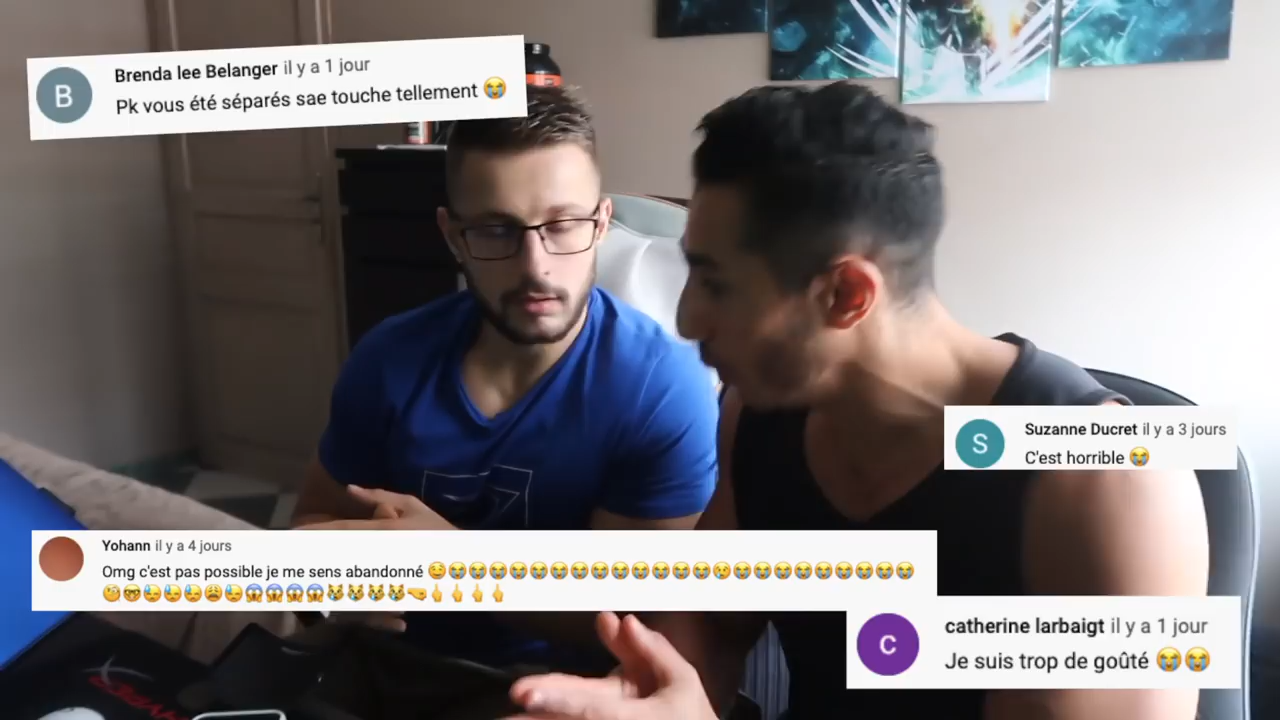 B
Brenda lee Belanger il y a 1 jour
Pk vous été séparés sae touche tellement 😭
S
Suzanne Ducret il y a 3 jours
C'est horrible 😭
Yohann il y a 4 jours
Omg c'est pas possible je me sens abandonné 😢😭😭😭😭😭😭😭😭😭😭😭😭😭😢😭😭😭😭😭😭😭😭😭
🧐🤓😓😓😓😩😓😱😱😱😱😿😿😿😿🤜👆👆👆👆
C
catherine larbaigt il y a 1 jour
Je suis trop de goûté 😭😭